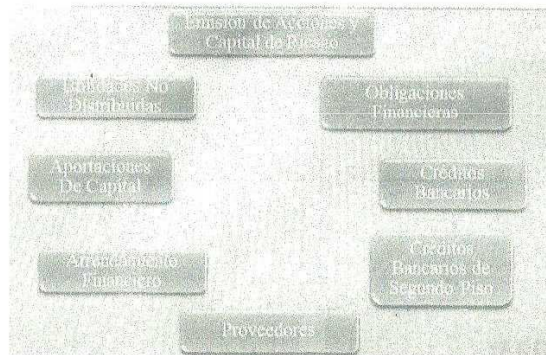 Emisión de Acciones y
Capital de Riesgo
No
Distribuidas
Obligaciones
Financieras
Aportaciones
De Capital
Créditos
Bancarios
Arrendamiento
Financiero
Créditos
Bancarios de
Segundo Piso
Proveedores